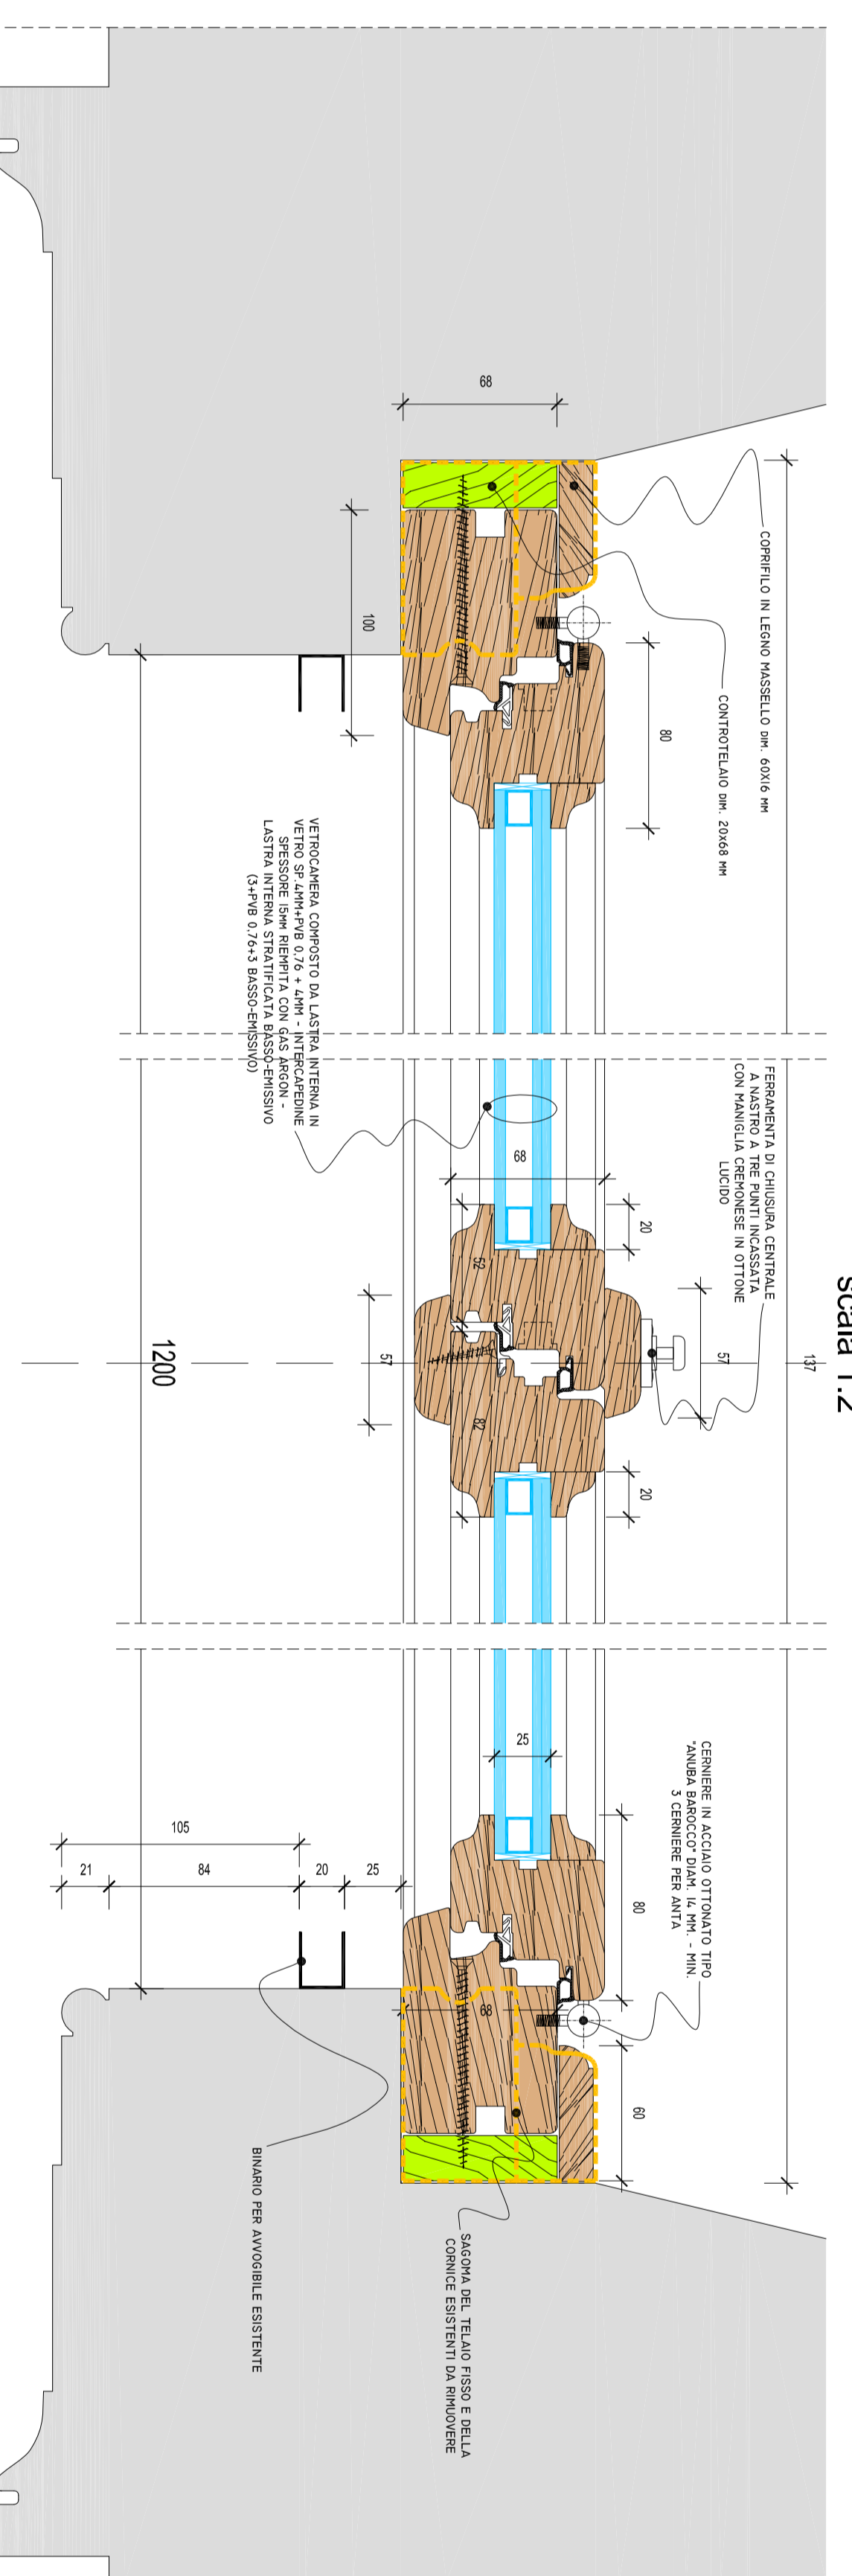 scala 1:2
137
COPRIFILO IN LEGNO MASSELLO DIM. 60X16 MM
CONTROTELAIO DIM. 20X68 MM
68
100
80
VETROCAMERA COMPOSTO DA LASTRA INTERNA IN
VETRO SP.4MM+PVB 0.76 + 4MM - INTERCAPEDINE
SPESSORE 15MM RIEMPITA CON GAS ARGON -
LASTRA INTERNA STRATIFICATA BASSO-EMISSIVO
(3+PVB 0.76+3 BASSO-EMISSIVO)
FERRAMENTA DI CHIUSURA CENTRALE
A NASTRO A TRE PUNTI INCASSATA
CON MANIGLIA CREMONESE IN OTTONE
LUCIDO
68
20
52
57
57
82
20
1200
CERNIERE IN ACCIAIO OTTONATO TIPO
"ANUBA BAROCCO" DIAM. 14 MM. - MIN.
3 CERNIERE PER ANTA
25
80
68
60
105
21
84
20
25
SAGOMA DEL TELAIO FISSO E DELLA
CORNICE ESISTENTI DA RIMUOVERE
BINARIO PER AVVOGIBILE ESISTENTE